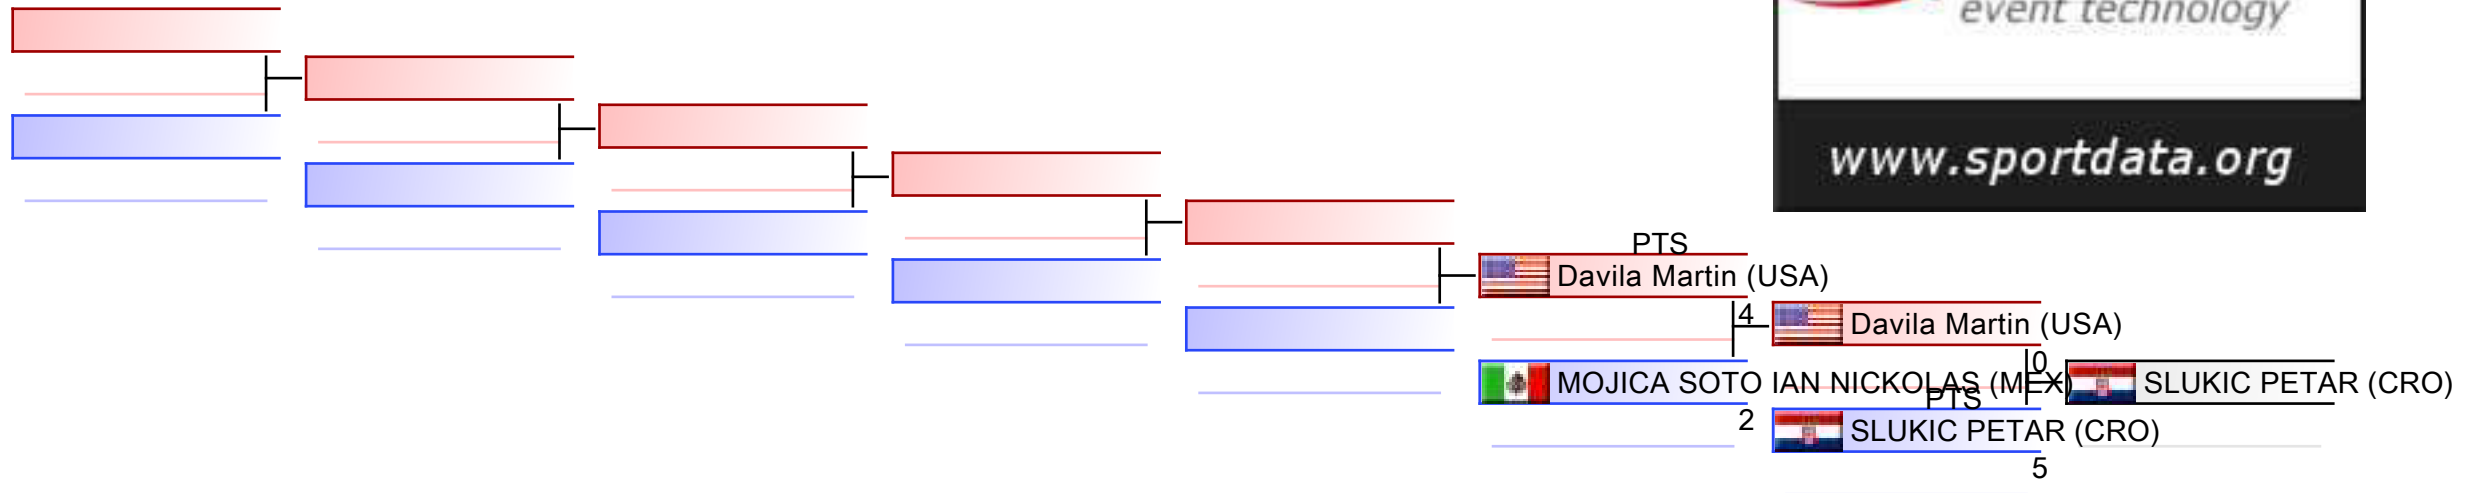 event technology
www.sportdata.org
PTS
Davila Martin (USA)
4
Davila Martin (USA)
0
MOJICA SOTO IAN NICKOLAS (MEX)
SLUKIC PETAR (CRO)
PTS
2
SLUKIC PETAR (CRO)
5